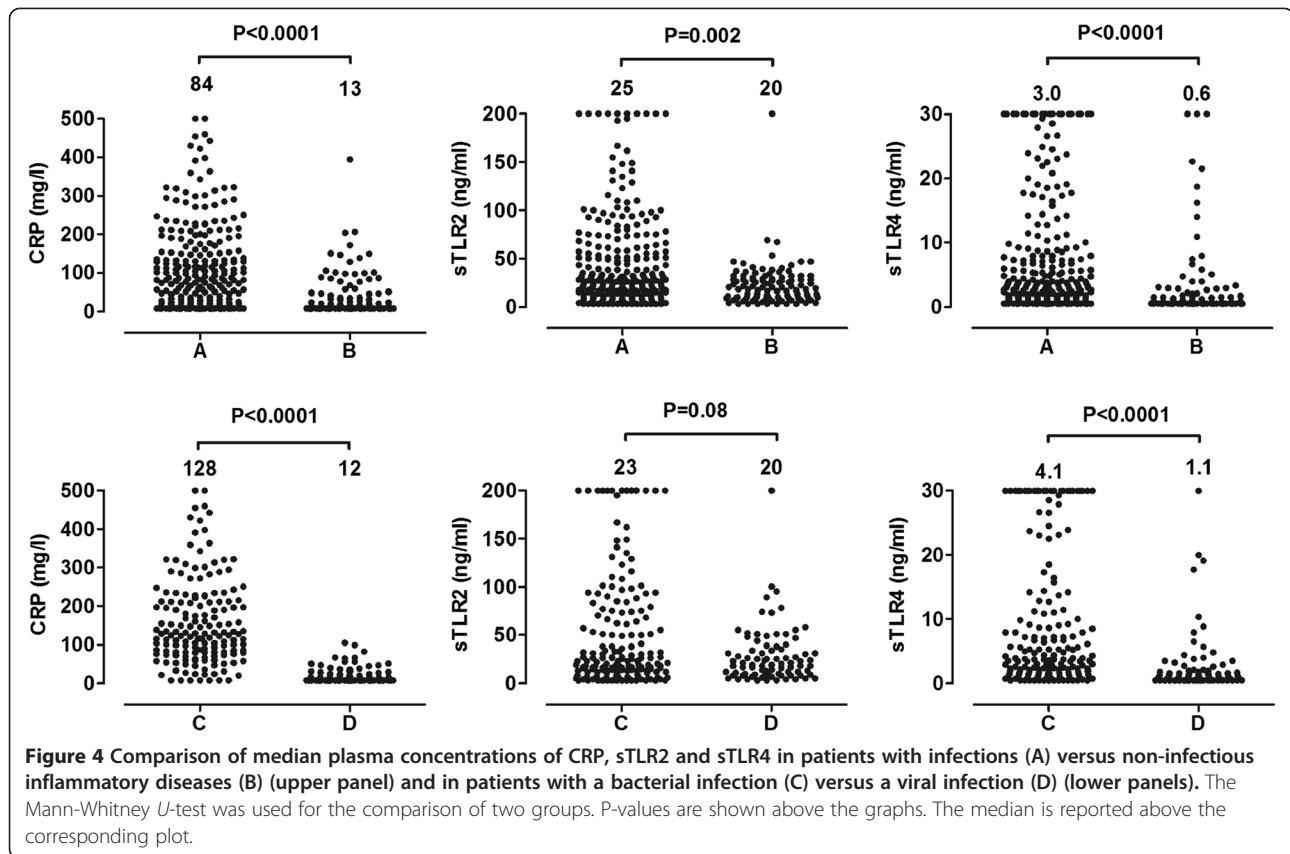 P<0.0001
P=0.002
P<0.0001
84 13
25 20
3.0 0.6
CRP (mg/l)
500
400
300
200
100
0
A B
sTLR2 (ng/ml)
200
150
100
50
0
A B
sTLR4 (ng/ml)
30
20
10
0
A B
P<0.0001
P=0.08
P<0.0001
128 12
23 20
4.1 1.1
CRP (mg/l)
500
400
300
200
100
0
C D
sTLR2 (ng/ml)
200
150
100
50
0
C D
sTLR4 (ng/ml)
30
20
10
0
C D
Figure 4 Comparison of median plasma concentrations of CRP, sTLR2 and sTLR4 in patients with infections (A) versus non-infectious
inflammatory diseases (B) (upper panel) and in patients with a bacterial infection (C) versus a viral infection (D) (lower panels). The
Mann-Whitney U-test was used for the comparison of two groups. P-values are shown above the graphs. The median is reported above the
corresponding plot.